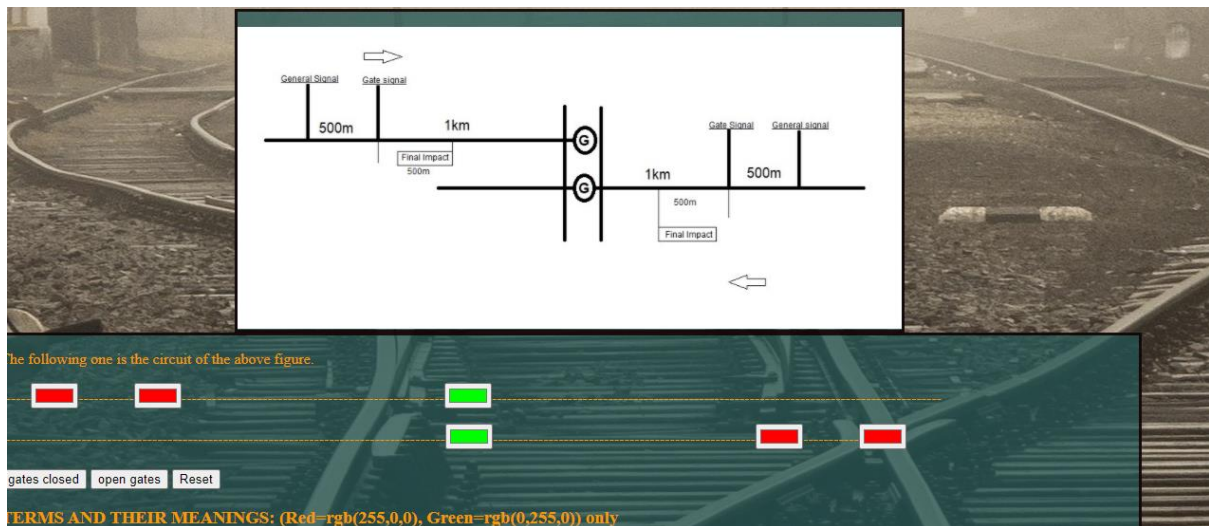 General Signal
Gate signal
500m
1km
G
Final Impact
500m
Gate Signal
General signal
1km
500m
G
500m
Final Impact
The following one is the circuit of the above figure.
gates closed
open gates
Reset
TERMS AND THEIR MEANINGS: (Red=rgb(255,0,0), Green=rgb(0,255,0)) only